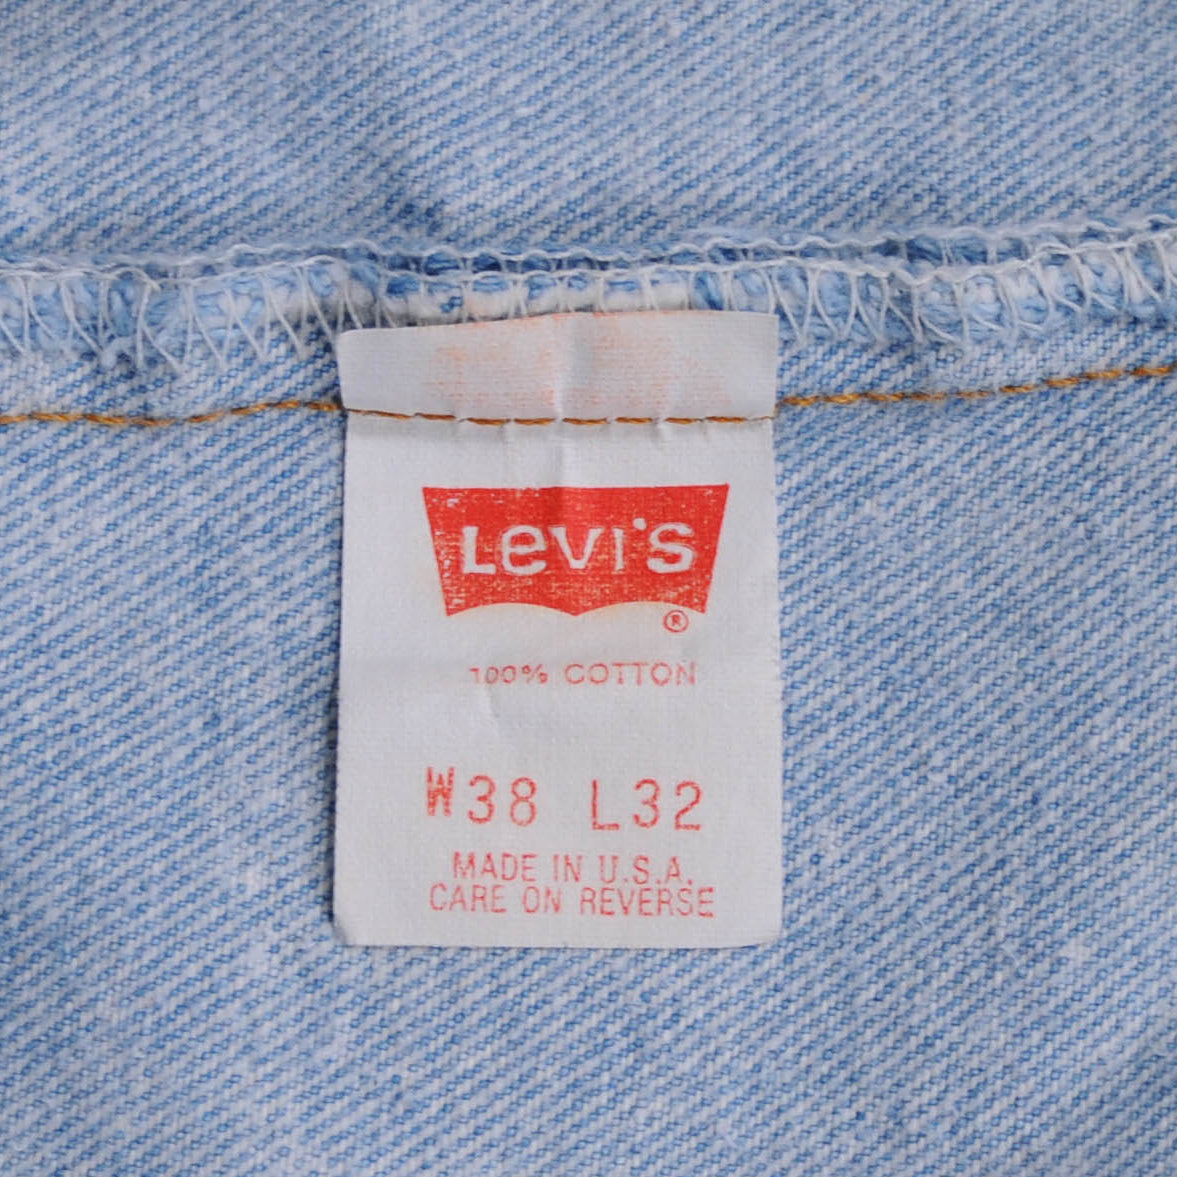 Levi's
®
100% COTTON
W38 L32
MADE IN U.S.A.
CARE ON REVERSE